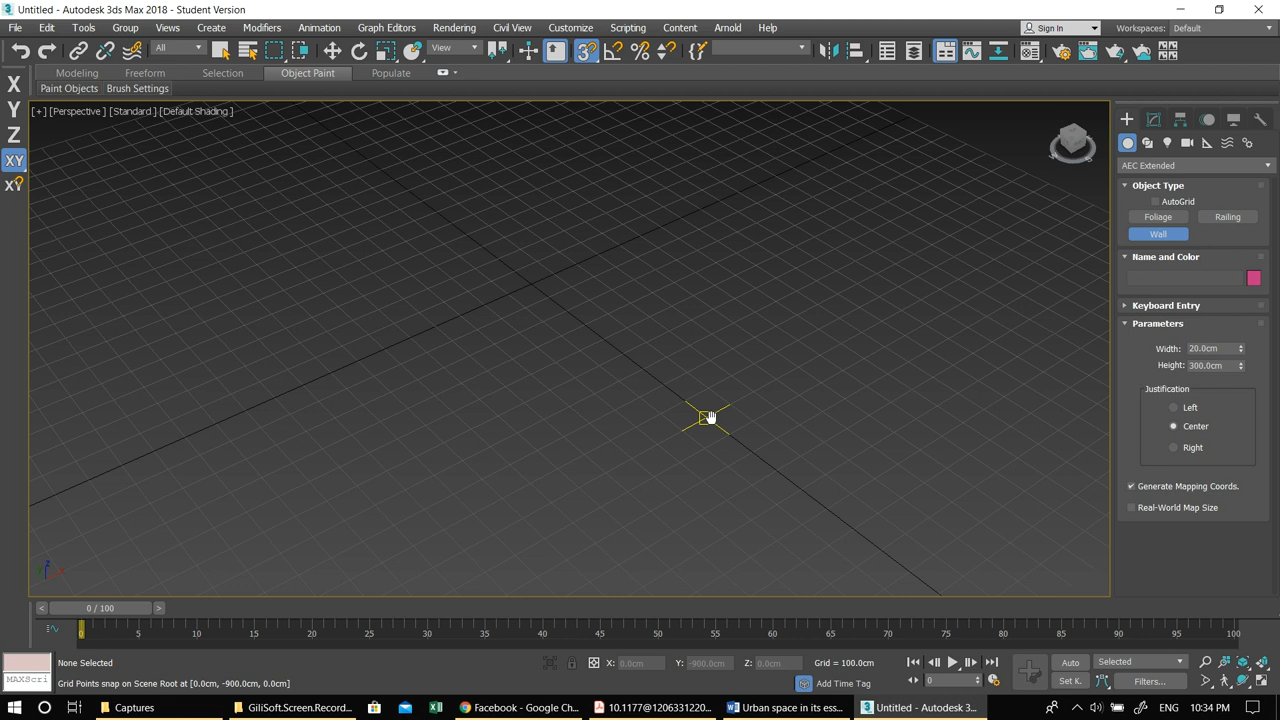 Untitled - Autodesk 3ds Max 2018 - Student Version
File Edit Tools Group Views Create Modifiers Animation Graph Editors Rendering Civil View Customize Scripting Content Arnold Help Sign In Workspaces: Default
All View
Modeling Freeform Selection Object Paint Populate
Paint Objects Brush Settings
X
Y
Z
XY
XY
[+] [Perspective ] [Standard ] [Default Shading ]
AEC Extended
Object Type
AutoGrid
Foliage Railing
Wall
Name and Color
Keyboard Entry
Parameters
Width: 20.0cm
Height: 300.0cm
Justification
Left
Center
Right
Generate Mapping Coords.
Real-World Map Size
z x
< 0 / 100 >
0 5 10 15 20 25 30 35 40 45 50 55 60 65 70 75 80 85 90 95 100
None Selected X: 0.0cm Y: -900.0cm Z: 0.0cm Grid = 100.0cm Auto Selected
MAXScri Grid Points snap on Scene Root at [0.0cm, -900.0cm, 0.0cm] Add Time Tag 0 Set K. Filters...
Captures GiliSoft.Screen.Record... Facebook - Google Ch... 10.1177@1206331220... Urban space in its ess... Untitled - Autodesk 3... 10:34 PM